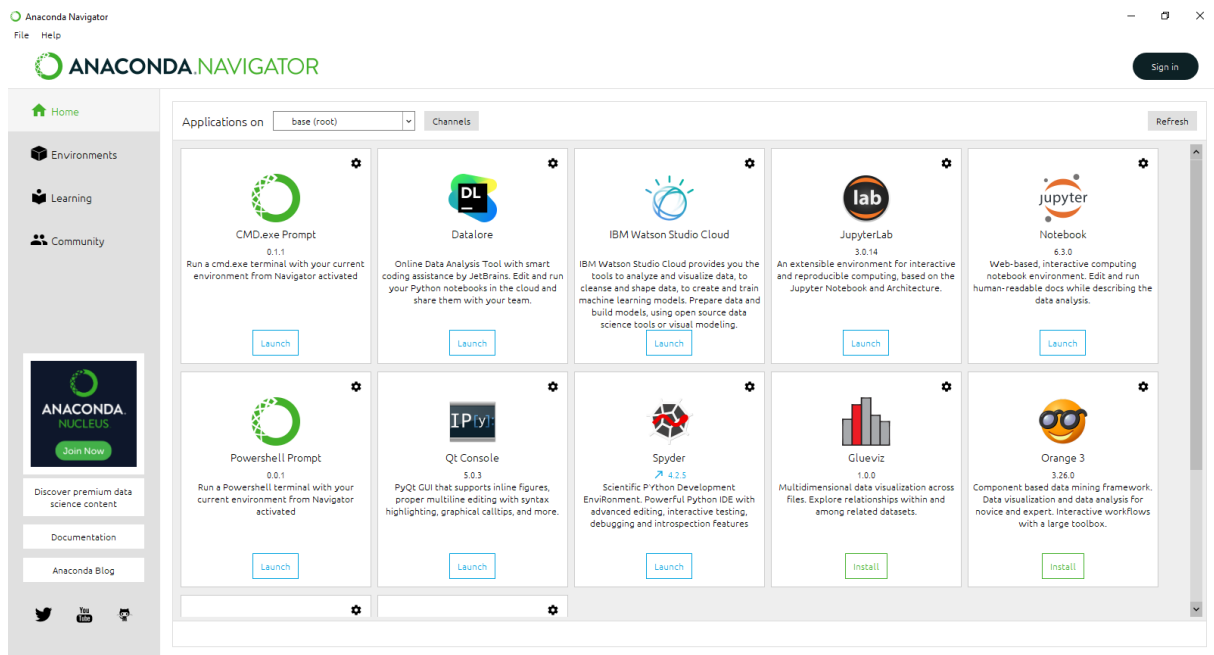 Anaconda Navigator
File Help
ANACONDA.NAVIGATOR
Sign in
Home
Environments
Learning
Community
ANACONDA.
NUCLEUS
Join Now
Discover premium data
science content
Documentation
Anaconda Blog
You
Tube
Applications on base (root) Channels Refresh
CMD.exe Prompt
0.1.1
Run a cmd.exe terminal with your current
environment from Navigator activated
Launch
DL
Datalore
Online Data Analysis Tool with smart
coding assistance by JetBrains. Edit and run
your Python notebooks in the cloud and
share them with your team.
Launch
IBM Watson Studio Cloud
IBM Watson Studio Cloud provides you the
tools to analyze and visualize data, to
cleanse and shape data, to create and train
machine learning models. Prepare data and
build models, using open source data
science tools or visual modeling.
Launch
lab
JupyterLab
3.0.14
An extensible environment for interactive
and reproducible computing, based on the
Jupyter Notebook and Architecture.
Launch
jupyter
Notebook
6.3.0
Web-based, interactive computing
notebook environment. Edit and run
human-readable docs while describing the
data analysis.
Launch
Powershell Prompt
0.0.1
Run a Powershell terminal with your
current environment from Navigator
activated
Launch
IP[y]:
Qt Console
5.0.3
PyQt GUI that supports inline figures,
proper multiline editing with syntax
highlighting, graphical calltips, and more.
Launch
Spyder
4.2.5
Scientific PYthon Development
EnviRonment. Powerful Python IDE with
advanced editing, interactive testing,
debugging and introspection features
Launch
Glueviz
1.0.0
Multidimensional data visualization across
files. Explore relationships within and
among related datasets.
Install
Orange 3
3.26.0
Component based data mining framework.
Data visualization and data analysis for
novice and expert. Interactive workflows
with a large toolbox.
Install